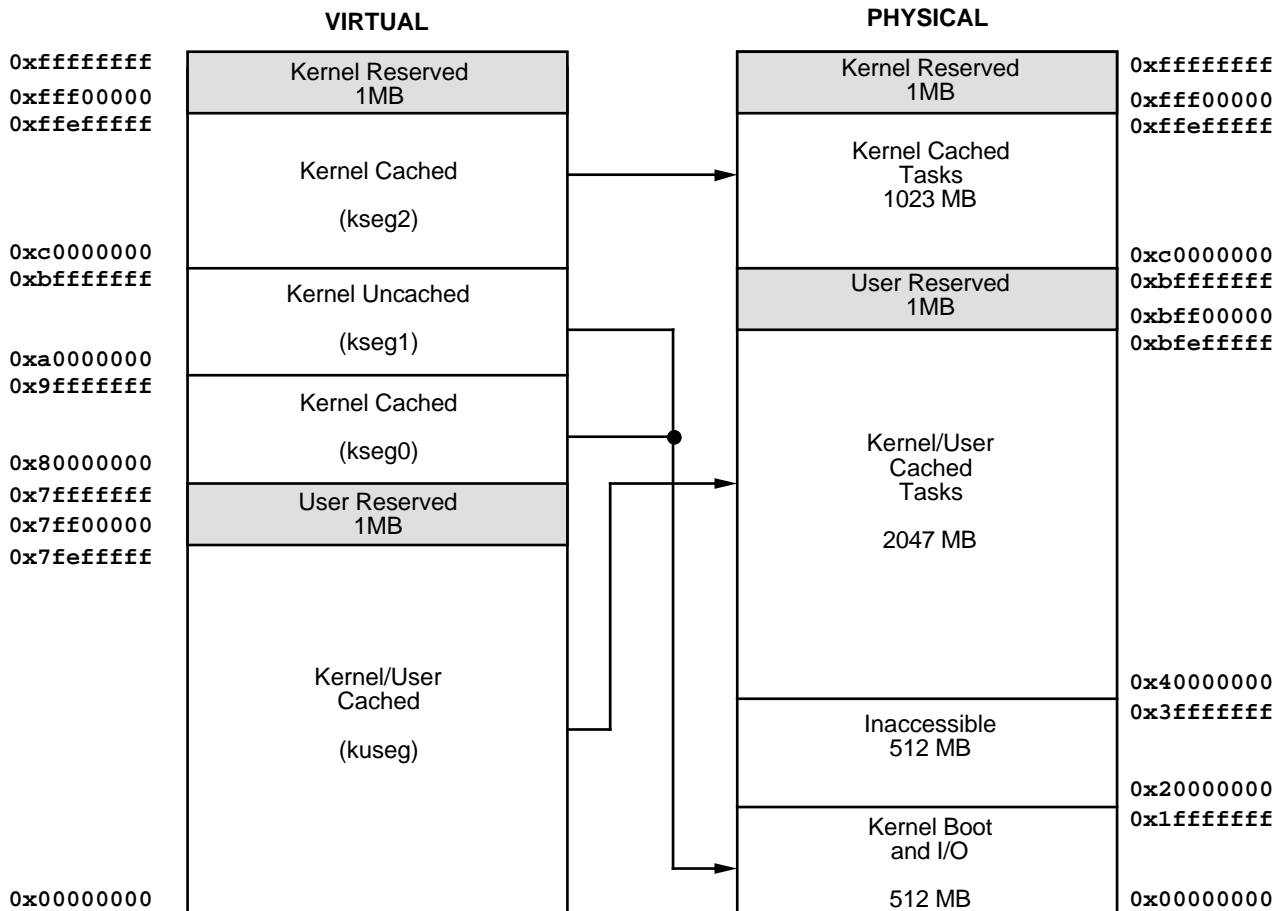 VIRTUAL
0xffffffff
0xfff00000
0xffefffff
0xc0000000
0xbfffffff
0xa0000000
0x9fffffff
0x80000000
0x7fffffff
0x7ff00000
0x7fefffff
0x00000000
Kernel Reserved
1MB
Kernel Cached
(kseg2)
Kernel Uncached
(kseg1)
Kernel Cached
(kseg0)
User Reserved
1MB
Kernel/User
Cached
(kuseg)
PHYSICAL
Kernel Reserved
1MB
Kernel Cached
Tasks
1023 MB
User Reserved
1MB
Kernel/User
Cached
Tasks
2047 MB
Inaccessible
512 MB
Kernel Boot
and I/O
512 MB
0xffffffff
0xfff00000
0xffefffff
0xc0000000
0xbfffffff
0xbff00000
0xbfefffff
0x40000000
0x3fffffff
0x20000000
0x1fffffff
0x00000000